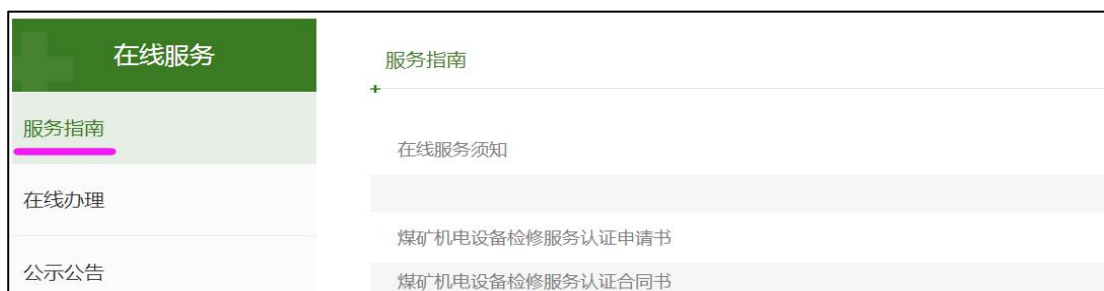 在线服务
服务指南
在线办理
公示公告
服务指南
在线服务须知
煤矿机电设备检修服务认证申请书
煤矿机电设备检修服务认证合同书